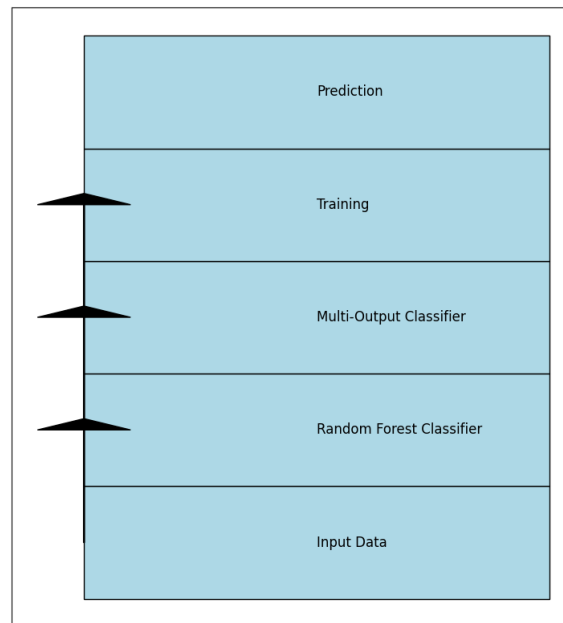 Prediction
Training
Multi-Output Classifier
Random Forest Classifier
Input Data